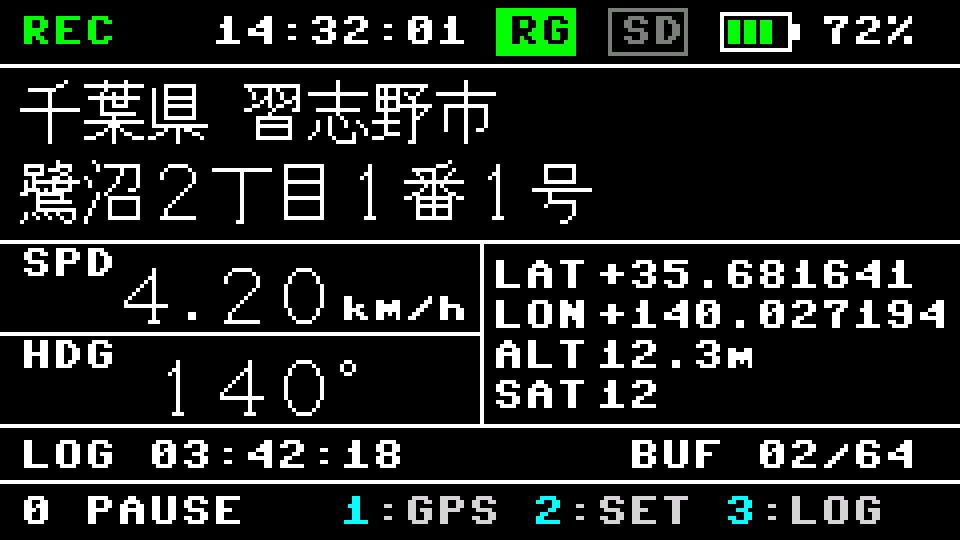 REC 14:32:01 RG SD 72%
千葉県 習志野市
鷺沼2丁目1番1号
SPD 4.20 km/h
HDG 140°
LAT +35.681641
LON +140.027194
ALT 12.3m
SAT 12
LOG 03:42:18 BUF 02/64
0 PAUSE 1:GPS 2:SET 3:LOG